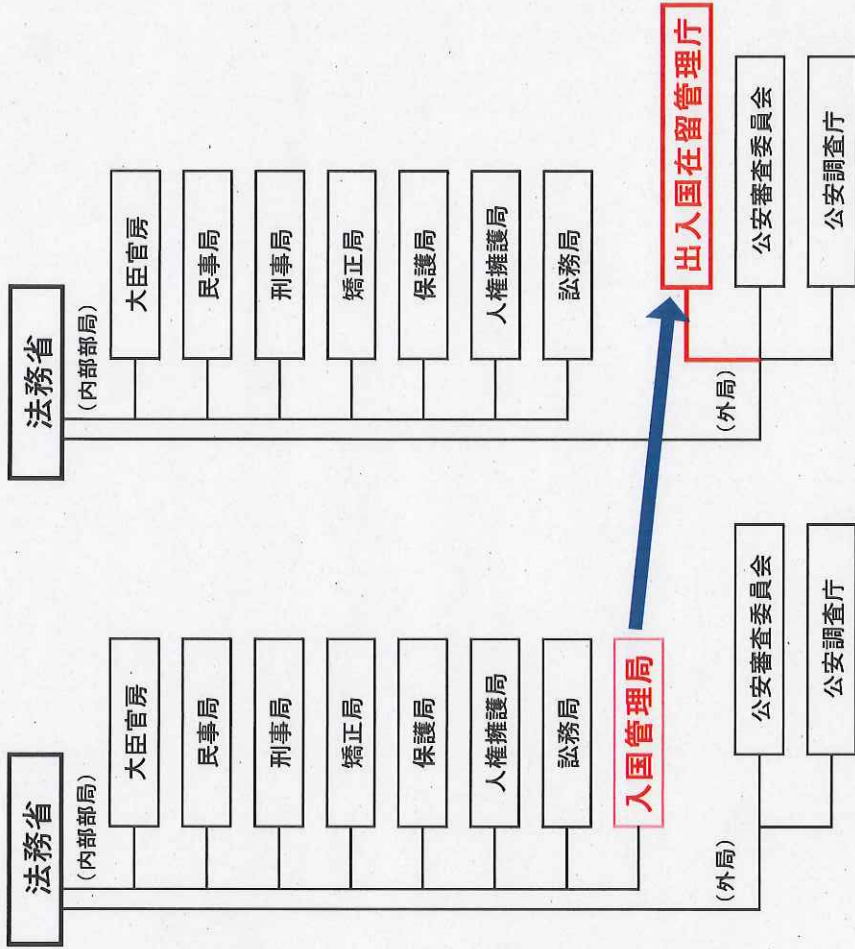 法務省
(内部部局)
大臣官房
民事局
刑事局
矯正局
保護局
人権擁護局
訟務局
入国管理局
(外局)
公安審査委員会
公安調査庁
法務省
(内部部局)
大臣官房
民事局
刑事局
矯正局
保護局
人権擁護局
訟務局
(外局)
出入国在留管理庁
公安審査委員会
公安調査庁